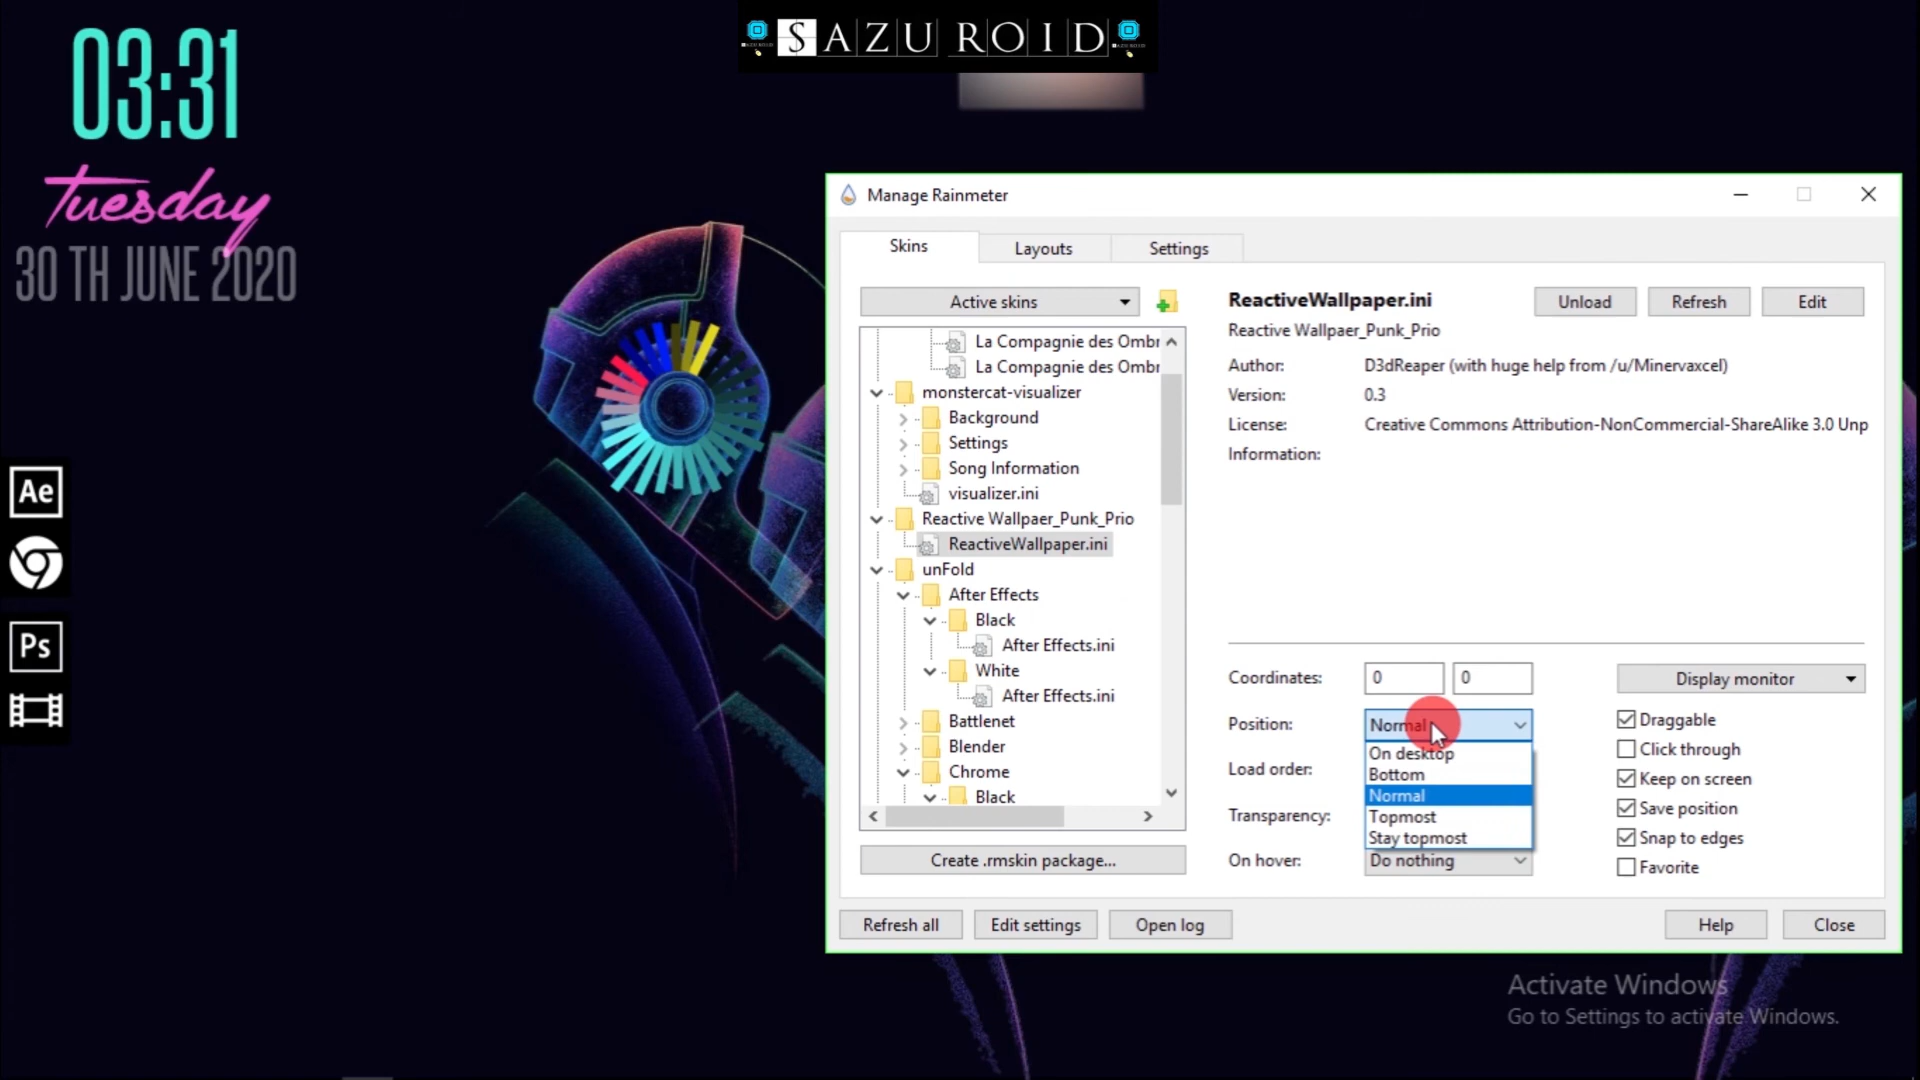 SAZU ROID
03:31
Tuesday
30 TH JUNE 2020
Ae
Ps
Manage Rainmeter
Skins
Layouts
Settings
Active skins
La Compagnie des Ombr
La Compagnie des Ombr
monstercat-visualizer
Background
Settings
Song Information
visualizer.ini
Reactive Wallpaer_Punk_Prio
ReactiveWallpaper.ini
unFold
After Effects
Black
After Effects.ini
White
After Effects.ini
Battlenet
Blender
Chrome
Black
Create .rmskin package...
ReactiveWallpaper.ini
Unload
Refresh
Edit
Reactive Wallpaer_Punk_Prio
Author: D3dReaper (with huge help from /u/Minervaxcel)
Version: 0.3
License: Creative Commons Attribution-NonCommercial-ShareAlike 3.0 Unp
Information:
Coordinates: 0 0
Display monitor
Position: Normal
On desktop
Bottom
Normal
Topmost
Stay topmost
Load order:
Transparency:
On hover: Do nothing
Draggable
Click through
Keep on screen
Save position
Snap to edges
Favorite
Refresh all
Edit settings
Open log
Help
Close
Activate Windows
Go to Settings to activate Windows.